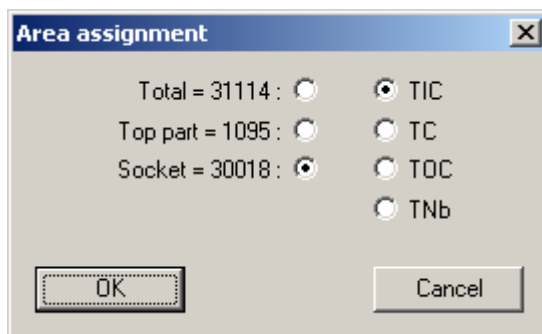 Area assignment
Total = 31114 : TIC
Top part = 1095 : TC
Socket = 30018 : TOC
TNb
OK Cancel